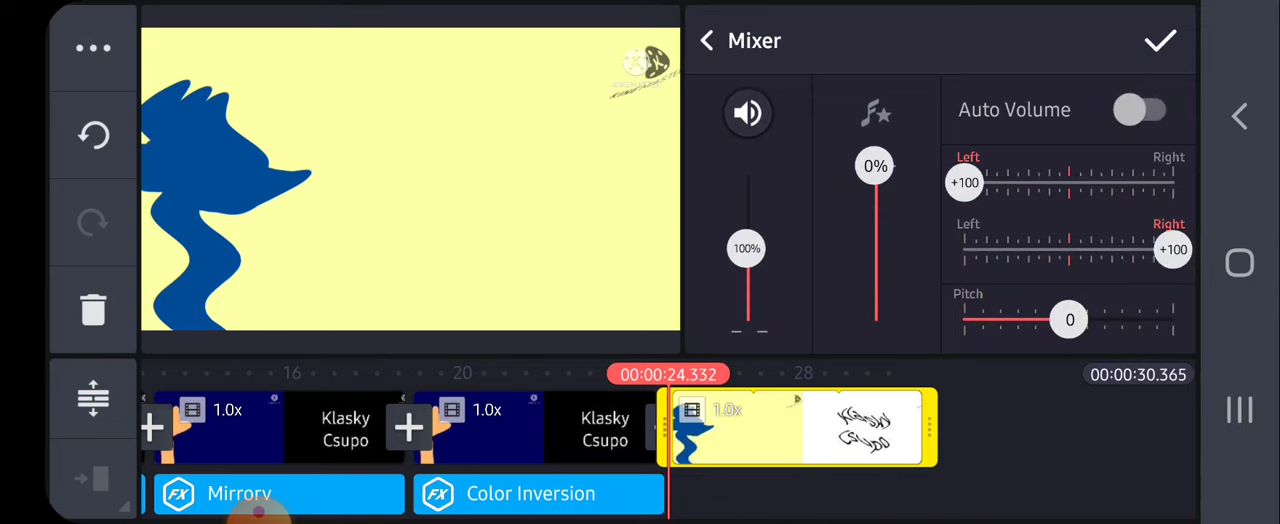 Mixer
Auto Volume
Left Right
+100
0%
100%
Left Right
+100
Pitch
0
16 20 00:00:24.332 28 00:00:30.365
1.0x Klasky Csupo
1.0x Klasky Csupo
1.0x
FX Mirrory
FX Color Inversion